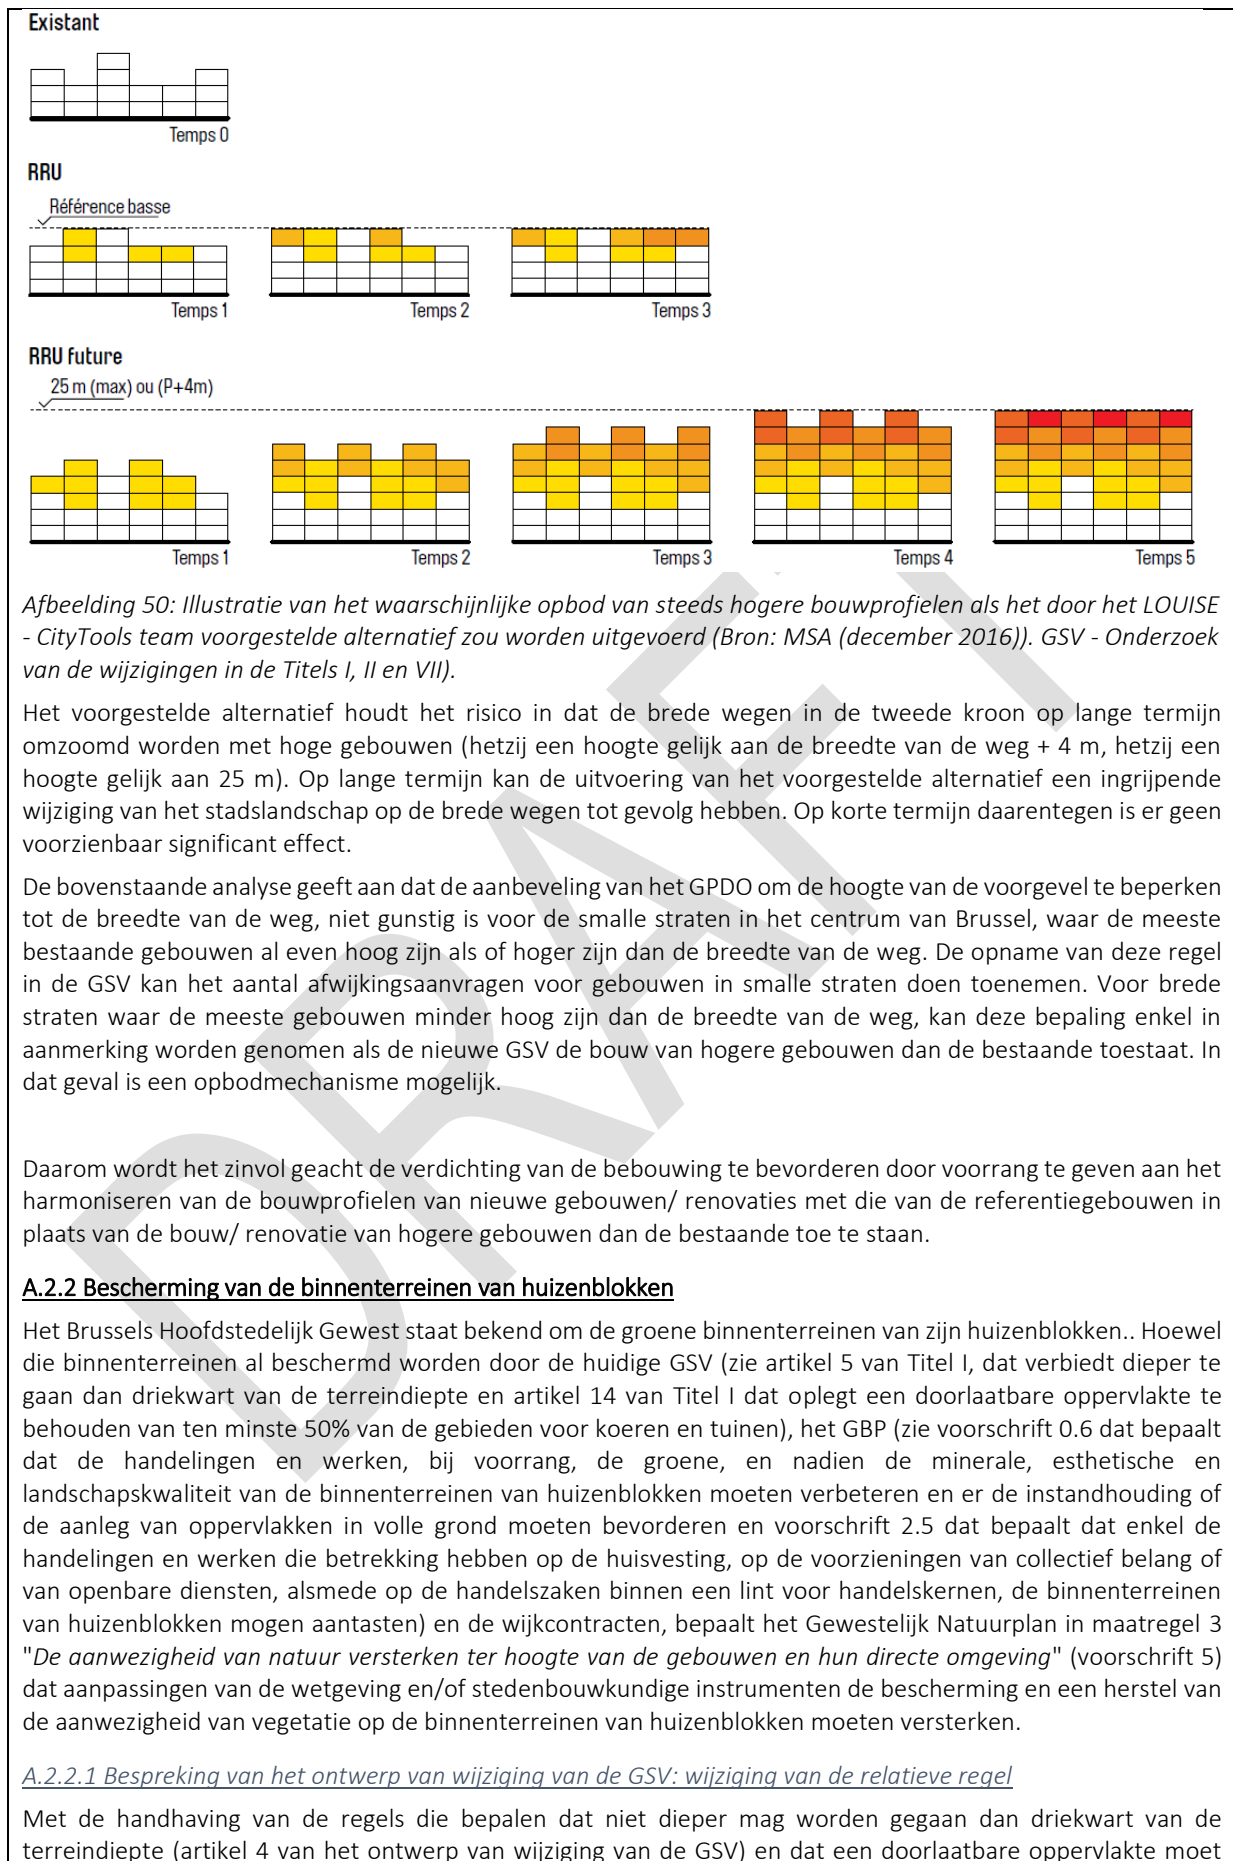 Existant
Temps 0
RRU
Référence basse
Temps 1
Temps 2
Temps 3
RRU future
25 m (max) ou (P+4m)
Temps 1
Temps 2
Temps 3
Temps 4
Temps 5
Afbeelding 50: Illustratie van het waarschijnlijke opbod van steeds hogere bouwprofielen als het door het LOUISE
- CityTools team voorgestelde alternatief zou worden uitgevoerd (Bron: MSA (december 2016)). GSV - Onderzoek
van de wijzigingen in de Titels I, II en VII).
Het voorgestelde alternatief houdt het risico in dat de brede wegen in de tweede kroon op lange termijn
omzoomd worden met hoge gebouwen (hetzij een hoogte gelijk aan de breedte van de weg + 4 m, hetzij een
hoogte gelijk aan 25 m). Op lange termijn kan de uitvoering van het voorgestelde alternatief een ingrijpende
wijziging van het stadslandschap op de brede wegen tot gevolg hebben. Op korte termijn daarentegen is er geen
voorzienbaar significant effect.
De bovenstaande analyse geeft aan dat de aanbeveling van het GPDO om de hoogte van de voorgevel te beperken
tot de breedte van de weg, niet gunstig is voor de smalle straten in het centrum van Brussel, waar de meeste
bestaande gebouwen al even hoog zijn als of hoger zijn dan de breedte van de weg. De opname van deze regel
in de GSV kan het aantal afwijkingsaanvragen voor gebouwen in smalle straten doen toenemen. Voor brede
straten waar de meeste gebouwen minder hoog zijn dan de breedte van de weg, kan deze bepaling enkel in
aanmerking worden genomen als de nieuwe GSV de bouw van hogere gebouwen dan de bestaande toestaat. In
dat geval is een opbodmechanisme mogelijk.
Daarom wordt het zinvol geacht de verdichting van de bebouwing te bevorderen door voorrang te geven aan het
harmoniseren van de bouwprofielen van nieuwe gebouwen/ renovaties met die van de referentiegebouwen in
plaats van de bouw/ renovatie van hogere gebouwen dan de bestaande toe te staan.
A.2.2 Bescherming van de binnenterreinen van huizenblokken
Het Brussels Hoofdstedelijk Gewest staat bekend om de groene binnenterreinen van zijn huizenblokken.. Hoewel
die binnenterreinen al beschermd worden door de huidige GSV (zie artikel 5 van Titel I, dat verbiedt dieper te
gaan dan driekwart van de terreindiepte en artikel 14 van Titel I dat oplegt een doorlaatbare oppervlakte te
behouden van ten minste 50% van de gebieden voor koeren en tuinen), het GBP (zie voorschrift 0.6 dat bepaalt
dat de handelingen en werken, bij voorrang, de groene, en nadien de minerale, esthetische en
landschapskwaliteit van de binnenterreinen van huizenblokken moeten verbeteren en er de instandhouding of
de aanleg van oppervlakken in volle grond moeten bevorderen en voorschrift 2.5 dat bepaalt dat enkel de
handelingen en werken die betrekking hebben op de huisvesting, op de voorzieningen van collectief belang of
van openbare diensten, alsmede op de handelszaken binnen een lint voor handelskernen, de binnenterreinen
van huizenblokken mogen aantasten) en de wijkcontracten, bepaalt het Gewestelijk Natuurplan in maatregel 3
"De aanwezigheid van natuur versterken ter hoogte van de gebouwen en hun directe omgeving" (voorschrift 5)
dat aanpassingen van de wetgeving en/of stedenbouwkundige instrumenten de bescherming en een herstel van
de aanwezigheid van vegetatie op de binnenterreinen van huizenblokken moeten versterken.
A.2.2.1 Bespreking van het ontwerp van wijziging van de GSV: wijziging van de relatieve regel
Met de handhaving van de regels die bepalen dat niet dieper mag worden gegaan dan driekwart van de
terreindiepte (artikel 4 van het ontwerp van wijziging van de GSV) en dat een doorlaatbare oppervlakte moet
DRAFT